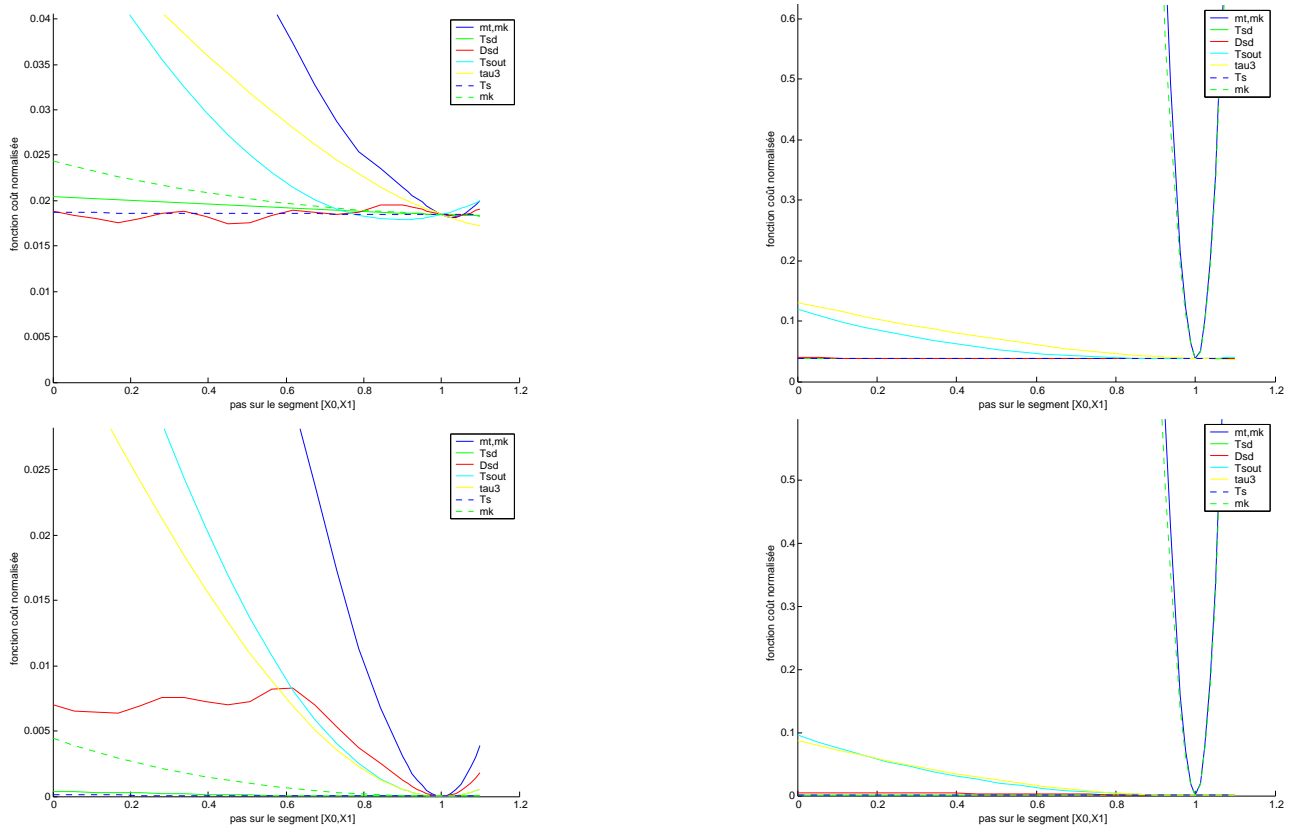 0.04
0.035
0.03
0.025
0.02
0.015
0.01
0.005
0
0
0.2
0.4
0.6
0.8
1
1.2
fonction coût normalisée
pas sur le segment [X0,X1]
mt,mk
Tsd
Dsd
Tsout
tau3
Ts
mk
0.6
0.5
0.4
0.3
0.2
0.1
0
0
0.2
0.4
0.6
0.8
1
1.2
fonction coût normalisée
pas sur le segment [X0,X1]
mt,mk
Tsd
Dsd
Tsout
tau3
Ts
mk
0.025
0.02
0.015
0.01
0.005
0
0
0.2
0.4
0.6
0.8
1
1.2
fonction coût normalisée
pas sur le segment [X0,X1]
mt,mk
Tsd
Dsd
Tsout
tau3
Ts
mk
0.5
0.4
0.3
0.2
0.1
0
0
0.2
0.4
0.6
0.8
1
1.2
fonction coût normalisée
pas sur le segment [X0,X1]
mt,mk
Tsd
Dsd
Tsout
tau3
Ts
mk